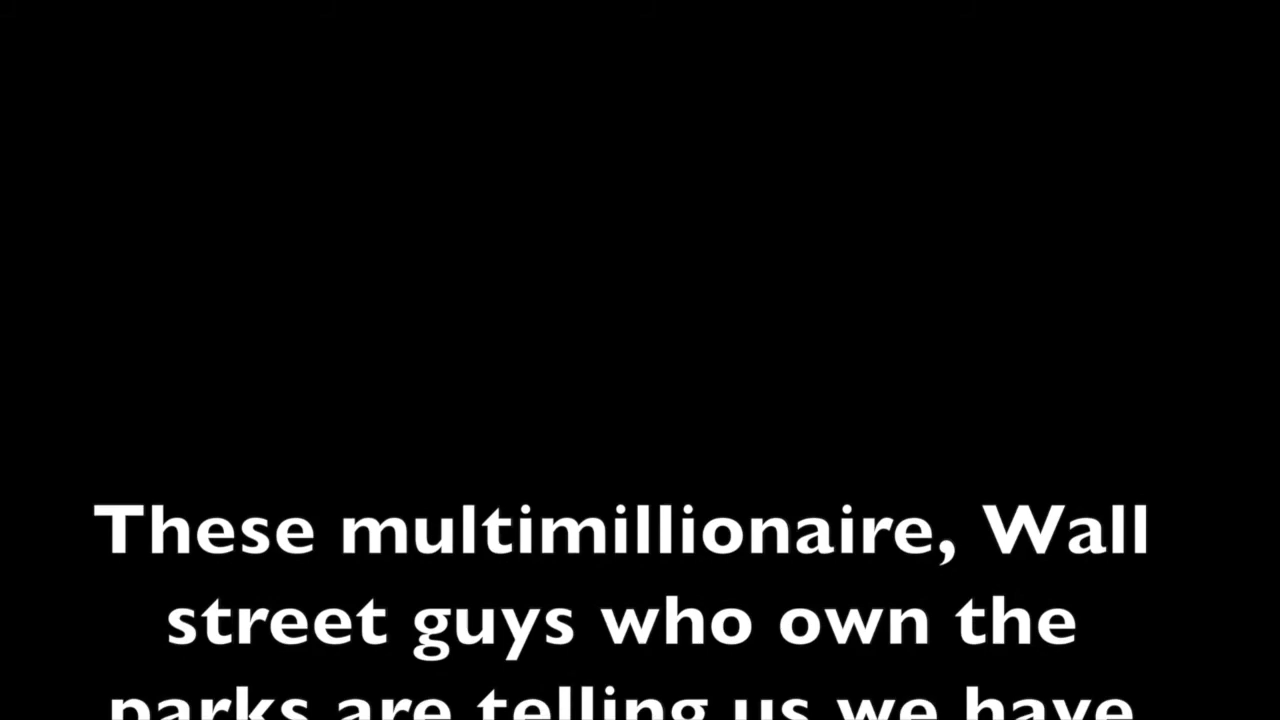 These multimillionaire, Wall
street guys who own the
parks are telling us we have